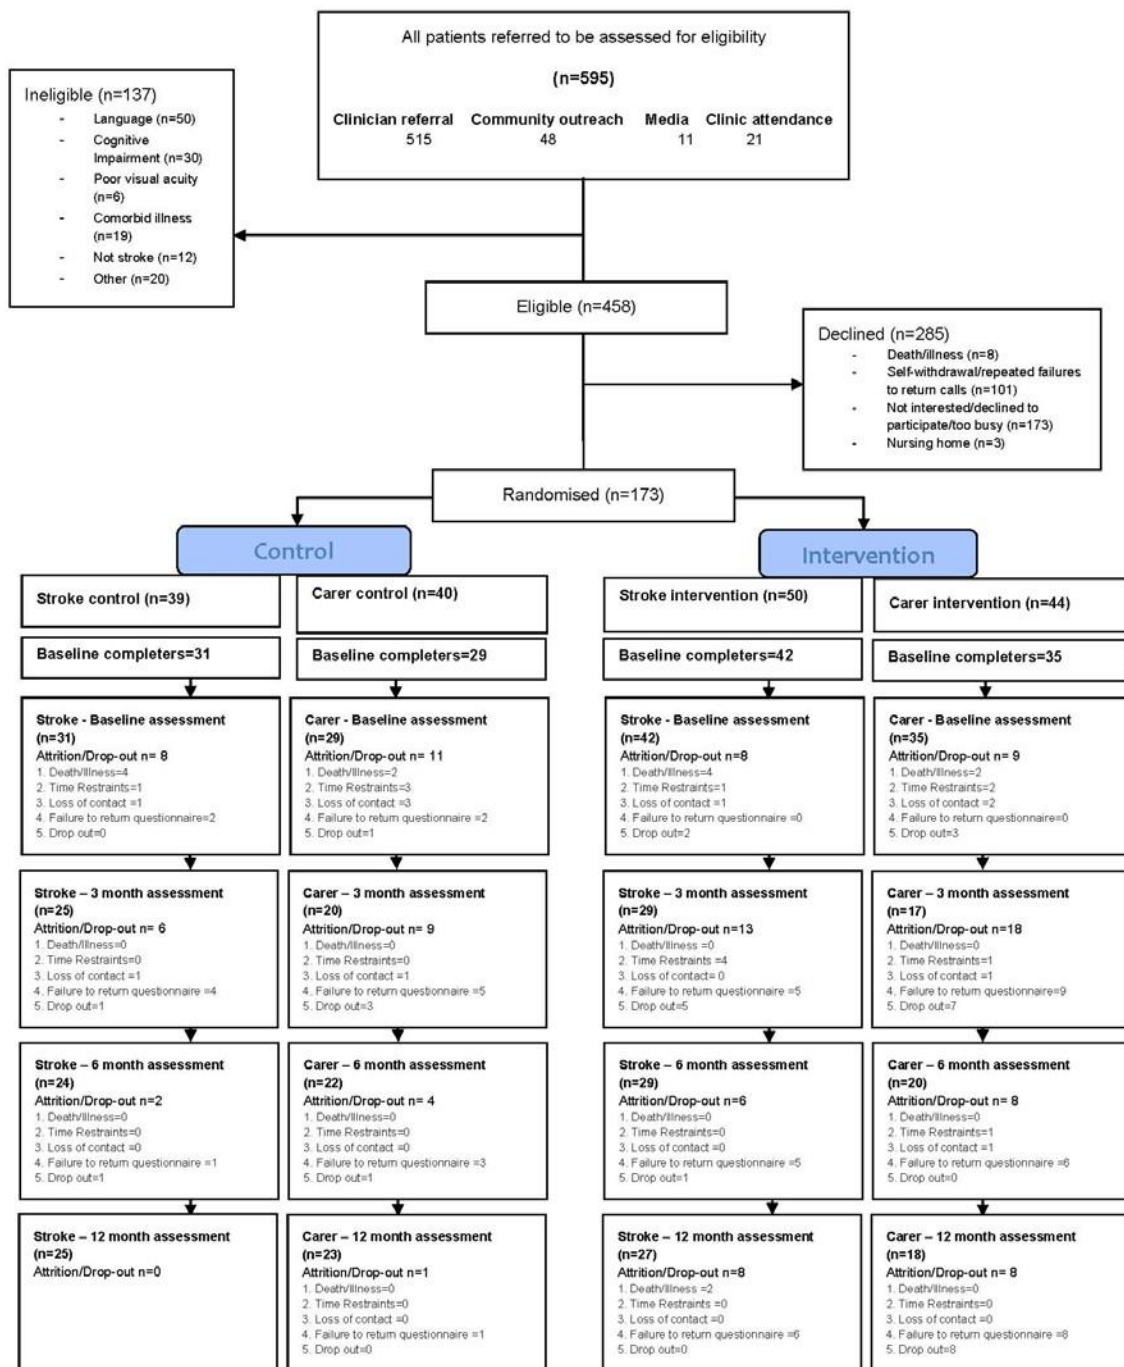 All patients referred to be assessed for eligibility
(n=595)
Clinician referral Community outreach Media Clinic attendance
515 48 11 21
Ineligible (n=137)
- Language (n=50)
- Cognitive
Impairment (n=30)
- Poor visual acuity
(n=6)
- Comorbid illness
(n=19)
- Not stroke (n=12)
- Other (n=20)
Eligible (n=458)
Declined (n=285)
- Death/illness (n=8)
- Self-withdrawal/repeated failures
to return calls (n=101)
- Not interested/declined to
participate/too busy (n=173)
- Nursing home (n=3)
Randomised (n=173)
Control
Stroke control (n=39)
Baseline completers=31
Stroke - Baseline assessment
(n=31)
Attrition/Drop-out n= 8
1. Death/Illness=4
2. Time Restraints=1
3. Loss of contact =1
4. Failure to return questionnaire=2
5. Drop out=0
Stroke – 3 month assessment
(n=25)
Attrition/Drop-out n= 6
1. Death/Illness=0
2. Time Restraints=0
3. Loss of contact =1
4. Failure to return questionnaire =4
5. Drop out=1
Stroke – 6 month assessment
(n=24)
Attrition/Drop-out n=2
1. Death/Illness=0
2. Time Restraints=0
3. Loss of contact =0
4. Failure to return questionnaire =1
5. Drop out=1
Stroke – 12 month assessment
(n=25)
Attrition/Drop-out n=0
Carer control (n=40)
Baseline completers=29
Carer - Baseline assessment
(n=29)
Attrition/Drop-out n= 11
1. Death/Illness=2
2. Time Restraints=3
3. Loss of contact =3
4. Failure to return questionnaire =2
5. Drop out=1
Carer – 3 month assessment
(n=20)
Attrition/Drop-out n= 9
1. Death/Illness=0
2. Time Restraints=0
3. Loss of contact =1
4. Failure to return questionnaire =5
5. Drop out=3
Carer – 6 month assessment
(n=22)
Attrition/Drop-out n= 4
1. Death/Illness=0
2. Time Restraints=0
3. Loss of contact =0
4. Failure to return questionnaire =3
5. Drop out=1
Carer – 12 month assessment
(n=23)
Attrition/Drop-out n=1
1. Death/Illness=0
2. Time Restraints=0
3. Loss of contact =0
4. Failure to return questionnaire =1
5. Drop out=0
Intervention
Stroke intervention (n=50)
Baseline completers=42
Stroke - Baseline assessment
(n=42)
Attrition/Drop-out n=8
1. Death/Illness=4
2. Time Restraints=1
3. Loss of contact =1
4. Failure to return questionnaire =0
5. Drop out=2
Stroke – 3 month assessment
(n=29)
Attrition/Drop-out n=13
1. Death/Illness =0
2. Time Restraints =4
3. Loss of contact= 0
4. Failure to return questionnaire =5
5. Drop out=5
Stroke – 6 month assessment
(n=29)
Attrition/Drop-out n=6
1. Death/Illness=0
2. Time Restraints=0
3. Loss of contact =0
4. Failure to return questionnaire =5
5. Drop out=1
Stroke – 12 month assessment
(n=27)
Attrition/Drop-out n=8
1. Death/Illness =2
2. Time Restraints =0
3. Loss of contact=0
4. Failure to return questionnaire =6
5. Drop out=0
Carer intervention (n=44)
Baseline completers=35
Carer - Baseline assessment
(n=35)
Attrition/Drop-out n= 9
1. Death/Illness=2
2. Time Restraints=2
3. Loss of contact =2
4. Failure to return questionnaire=0
5. Drop out=3
Carer – 3 month assessment
(n=17)
Attrition/Drop-out n=18
1. Death/Illness=0
2. Time Restraints=1
3. Loss of contact =1
4. Failure to return questionnaire=9
5. Drop out=7
Carer – 6 month assessment
(n=20)
Attrition/Drop-out n= 8
1. Death/Illness=0
2. Time Restraints=1
3. Loss of contact =1
4. Failure to return questionnaire =6
5. Drop out=0
Carer – 12 month assessment
(n=18)
Attrition/Drop-out n= 8
1. Death/Illness=0
2. Time Restraints=0
3. Loss of contact =0
4. Failure to return questionnaire =8
5. Drop out=8